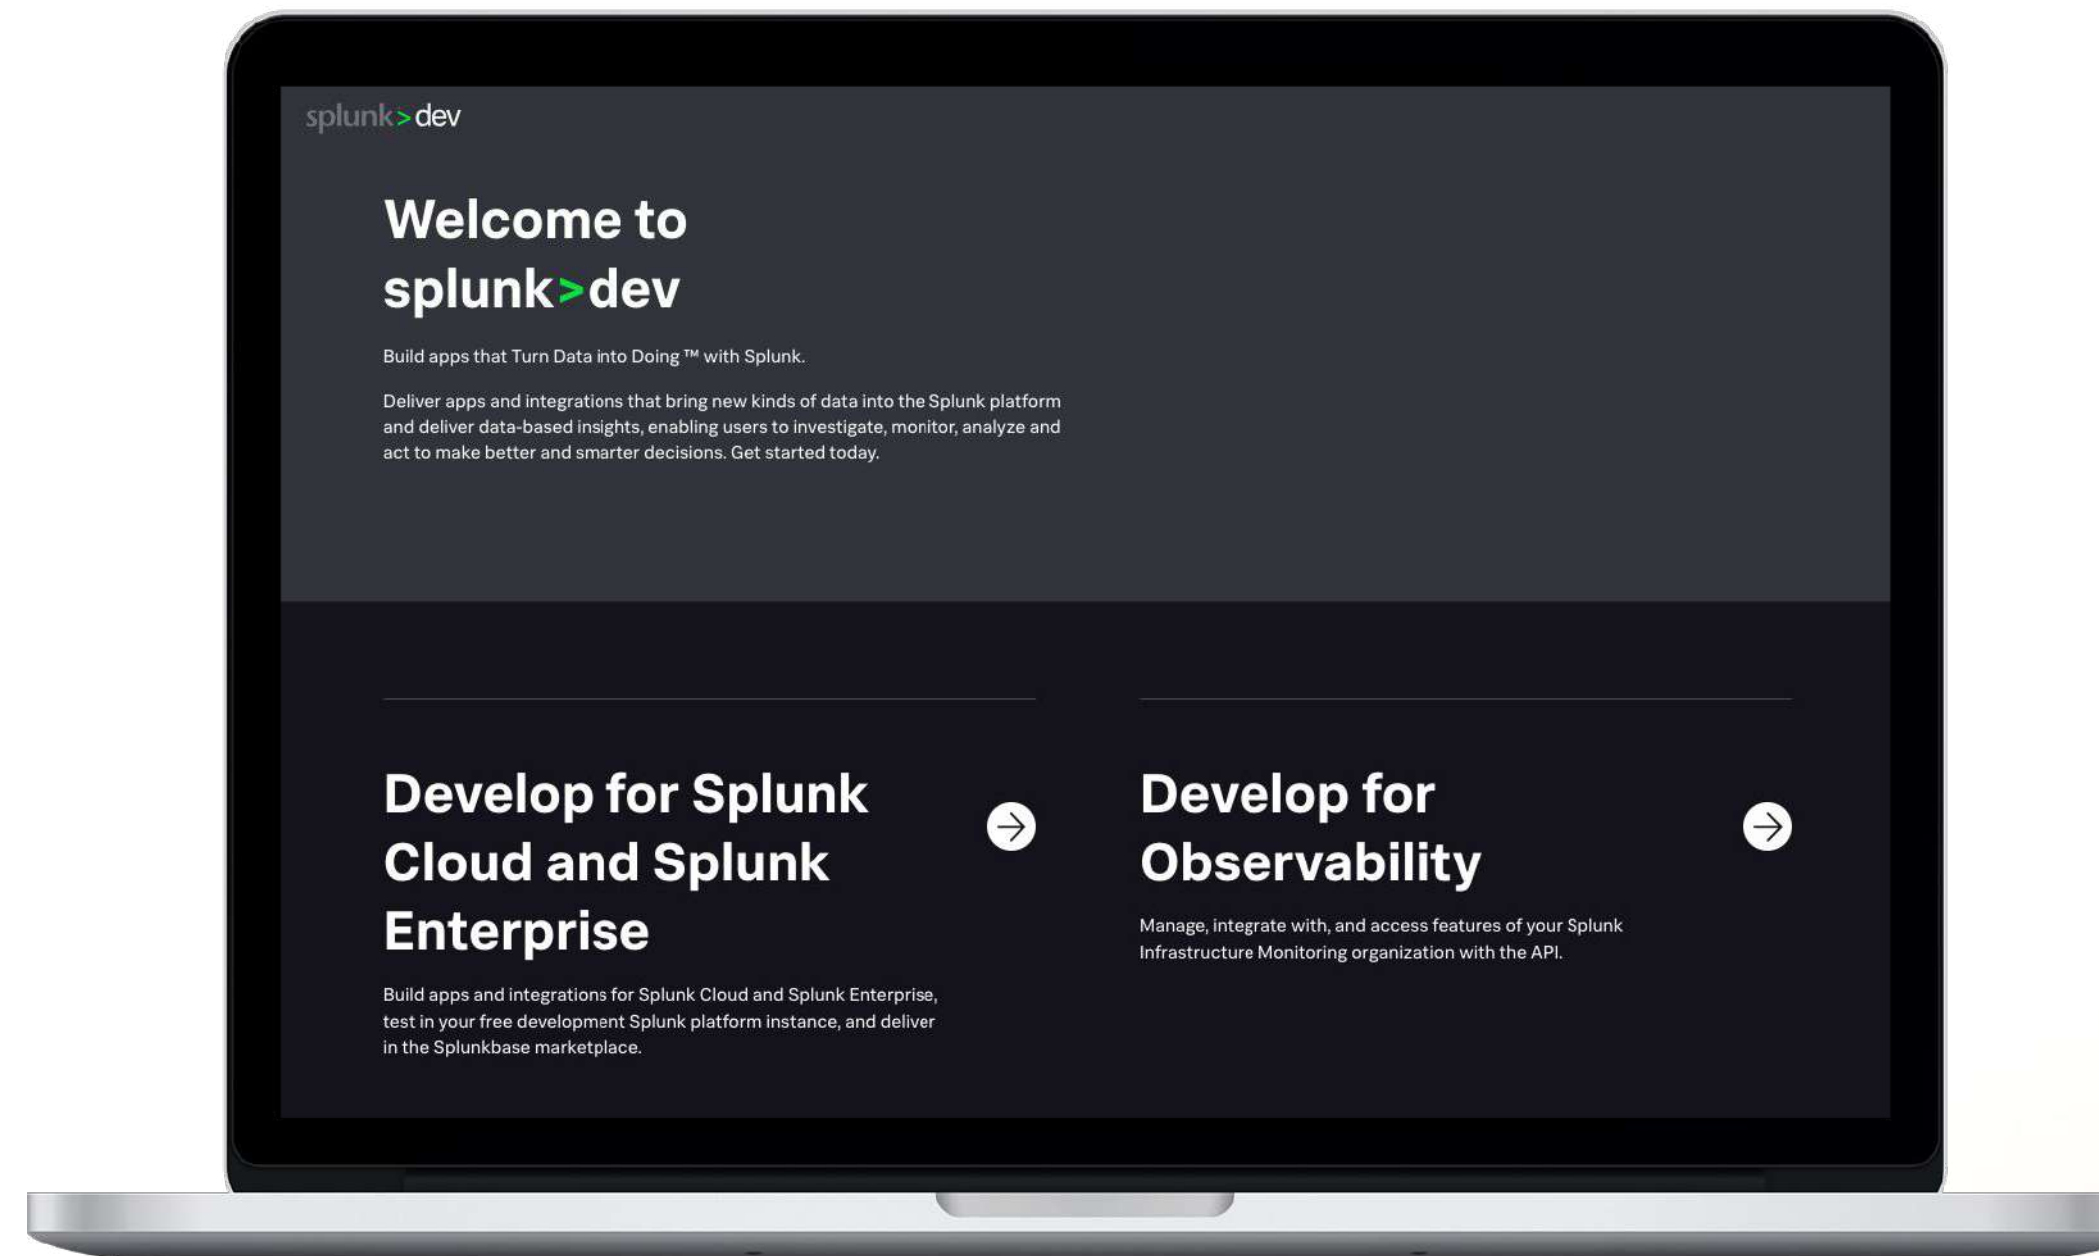 splunk>dev
Welcome to
splunk>dev
Build apps that Turn Data into Doing™ with Splunk.
Deliver apps and integrations that bring new kinds of data into the Splunk platform
and deliver data-based insights, enabling users to investigate, monitor, analyze and
act to make better and smarter decisions. Get started today.
Develop for Splunk
Cloud and Splunk
Enterprise
Build apps and integrations for Splunk Cloud and Splunk Enterprise,
test in your free development Splunk platform instance, and deliver
in the Splunkbase marketplace.
Develop for
Observability
Manage, integrate with, and access features of your Splunk
Infrastructure Monitoring organization with the API.